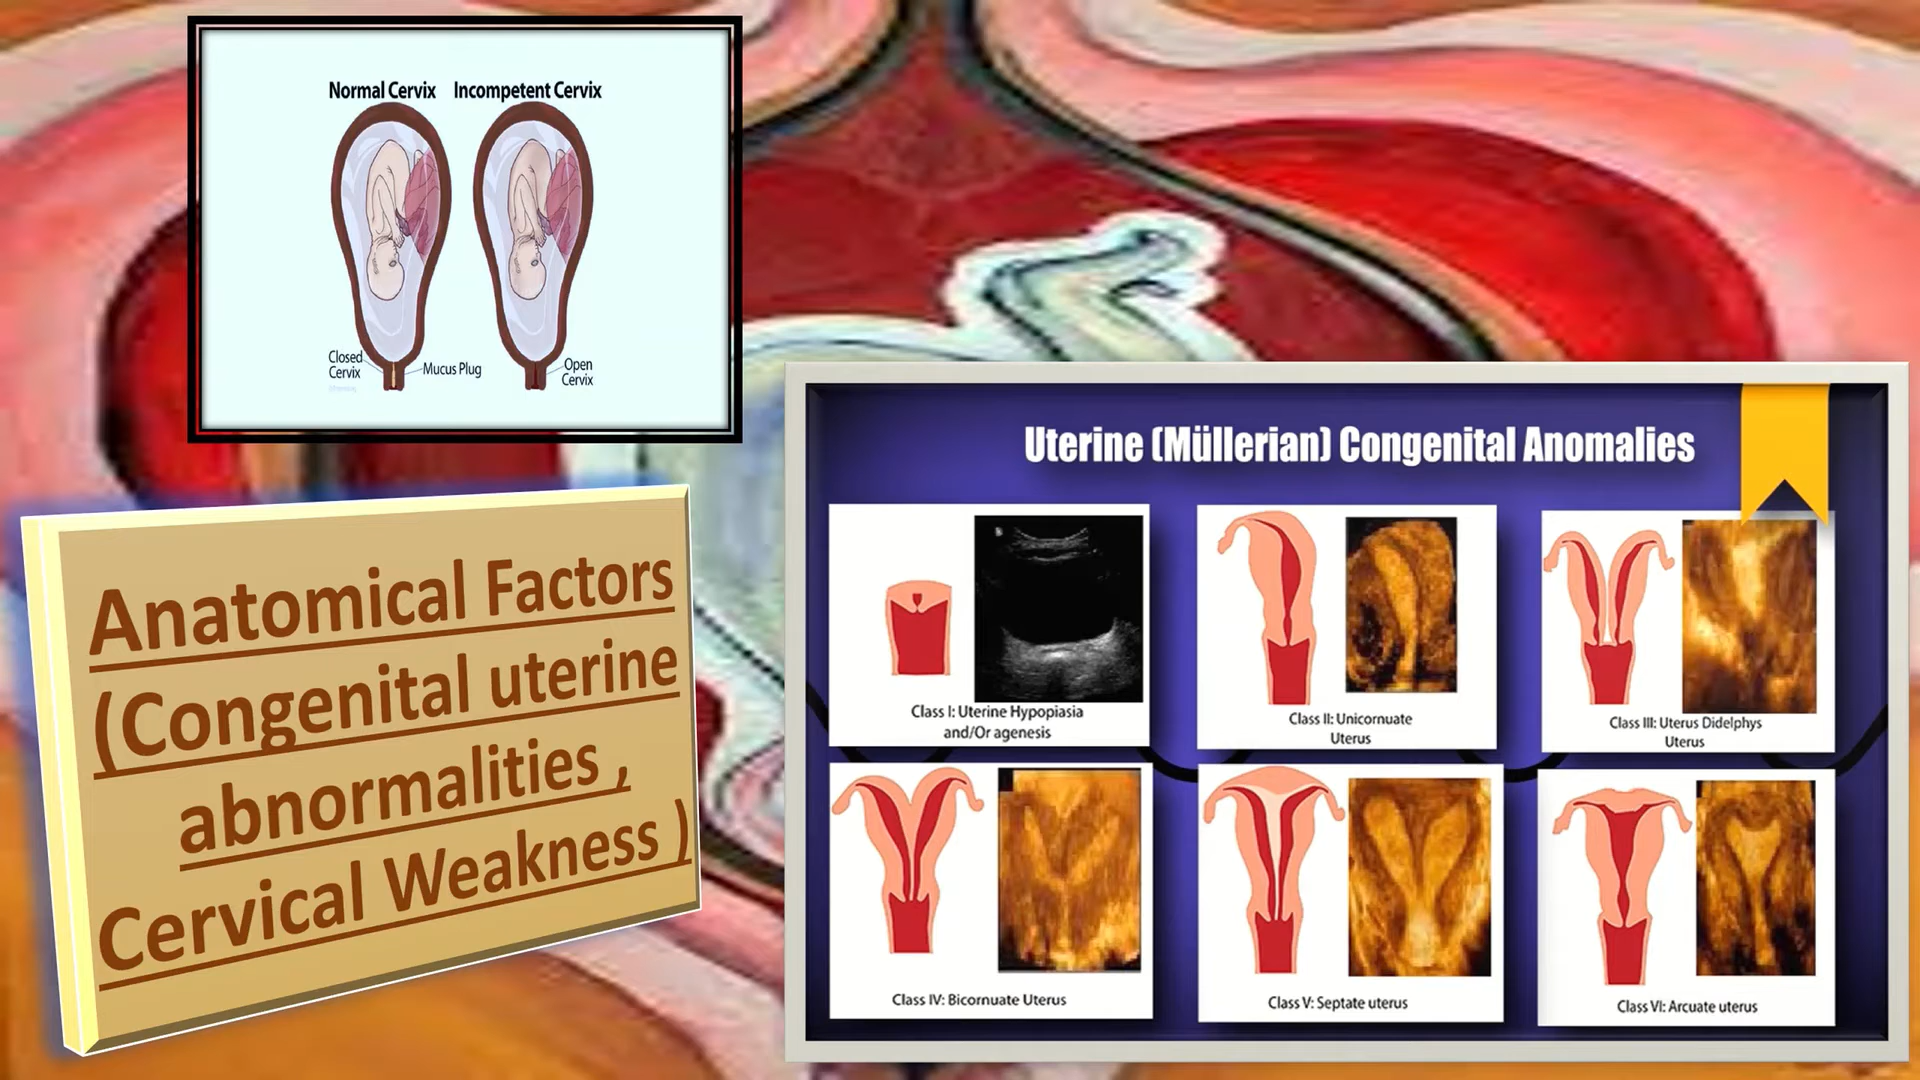 Normal Cervix Incompetent Cervix
Closed
Cervix
Mucus Plug
Open
Cervix
Anatomical Factors
(Congenital uterine
abnormalities ,
Cervical Weakness )
Uterine (Müllerian) Congenital Anomalies
Class I: Uterine Hypopiasia
and/Or agenesis
Class II: Unicornuate
Uterus
Class III: Uterus Didelphys
Uterus
Class IV: Bicornuate Uterus
Class V: Septate uterus
Class VI: Arcuate uterus